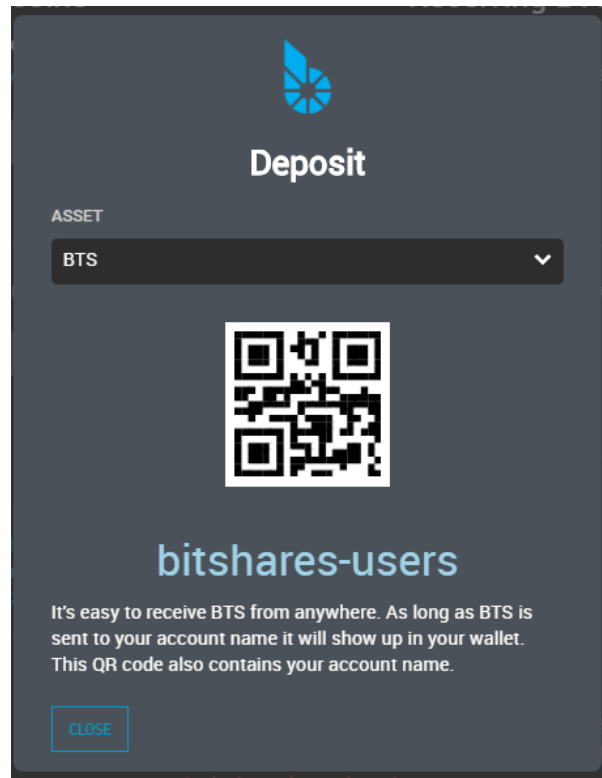 Deposit
ASSET
BTS
bitshares-users
It's easy to receive BTS from anywhere. As long as BTS is
sent to your account name it will show up in your wallet.
This QR code also contains your account name.
CLOSE